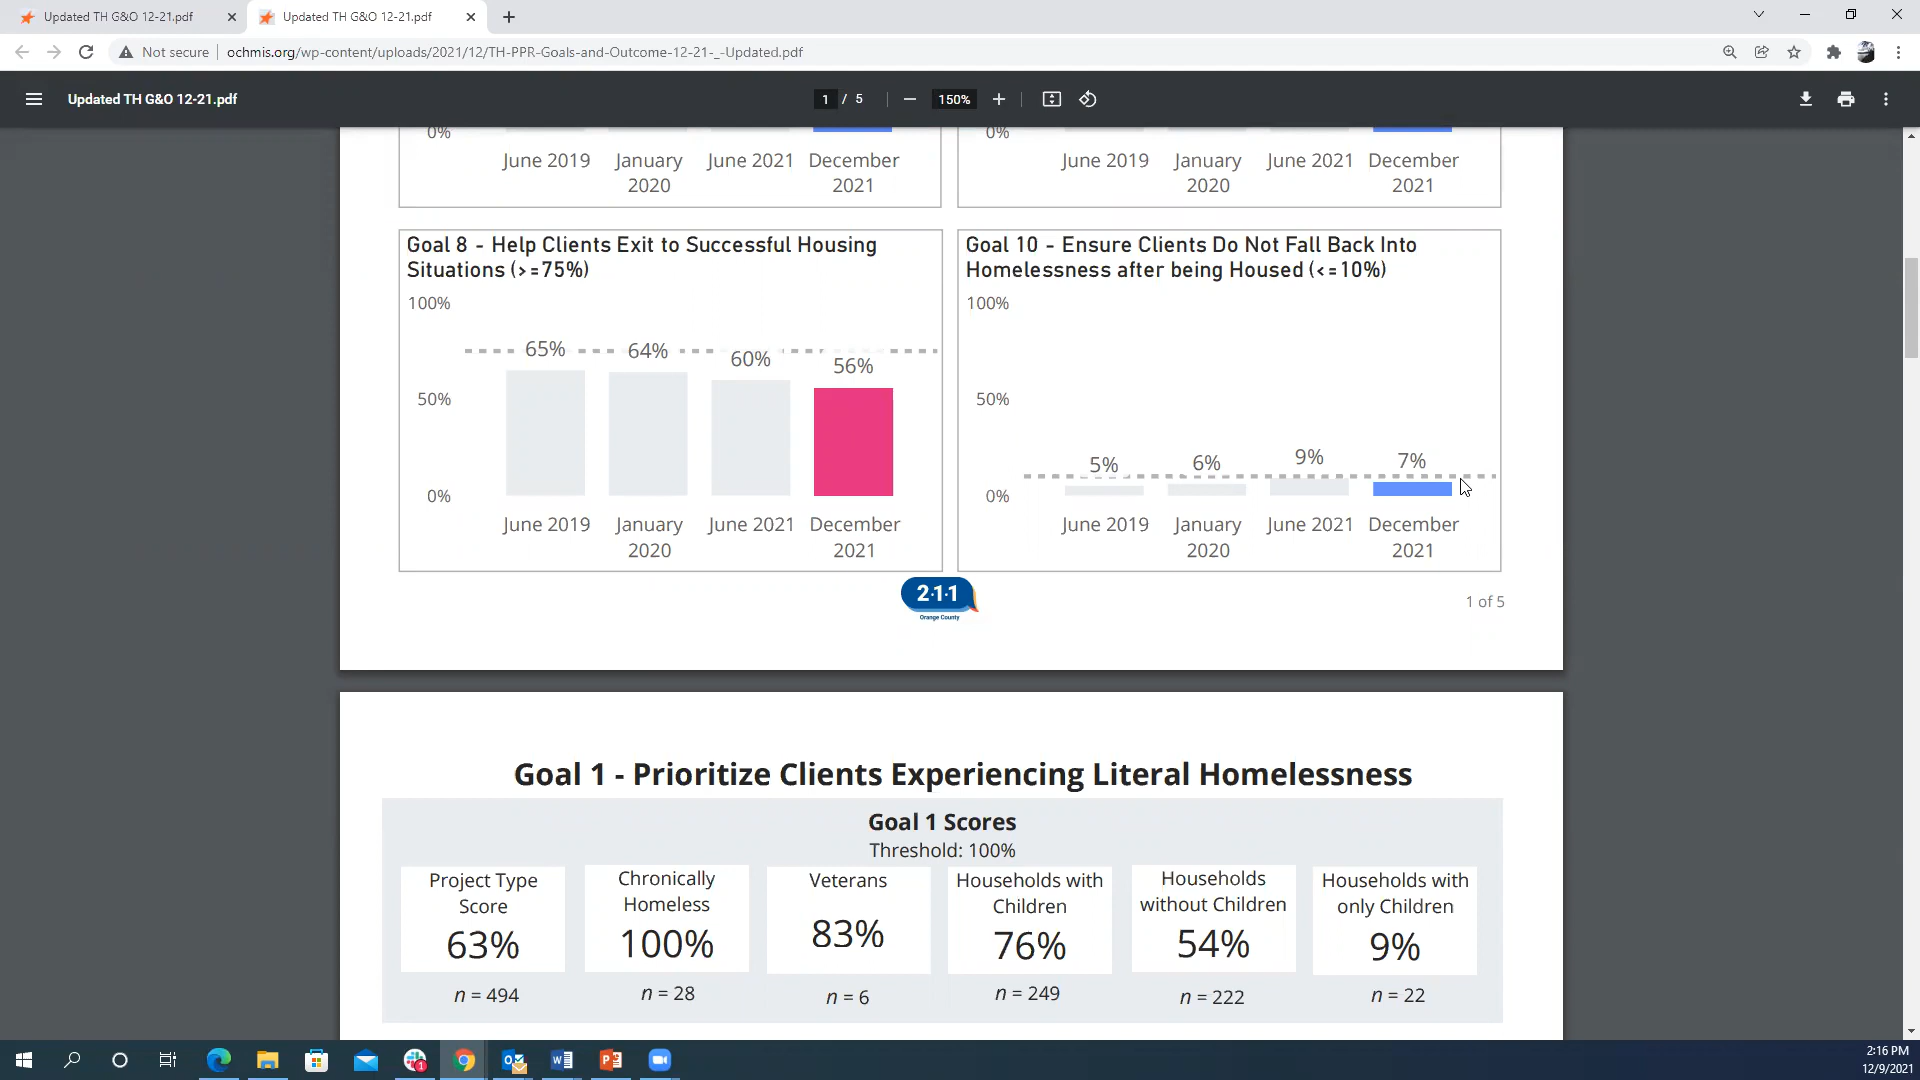 Updated TH G&O 12-21.pdf
Updated TH G&O 12-21.pdf
Not secure
ochmis.org/wp-content/uploads/2021/12/TH-PPR-Goals-and-Outcome-12-21-_-Updated.pdf
Updated TH G&O 12-21.pdf
1 / 5
150%
0%
June 2019
January
2020
June 2021
December
2021
0%
June 2019
January
2020
June 2021
December
2021
Goal 8 - Help Clients Exit to Successful Housing
Situations (>=75%)
100%
65%
64%
60%
56%
50%
0%
June 2019
January
2020
June 2021
December
2021
Goal 10 - Ensure Clients Do Not Fall Back Into
Homelessness after being Housed (<=10%)
100%
50%
5%
6%
9%
7%
0%
June 2019
January
2020
June 2021
December
2021
2·1·1
Orange County
1 of 5
Goal 1 - Prioritize Clients Experiencing Literal Homelessness
Goal 1 Scores
Threshold: 100%
Project Type
Score
63%
n = 494
Chronically
Homeless
100%
n = 28
Veterans
83%
n = 6
Households with
Children
76%
n = 249
Households
without Children
54%
n = 222
Households with
only Children
9%
n = 22
2:16 PM
12/9/2021